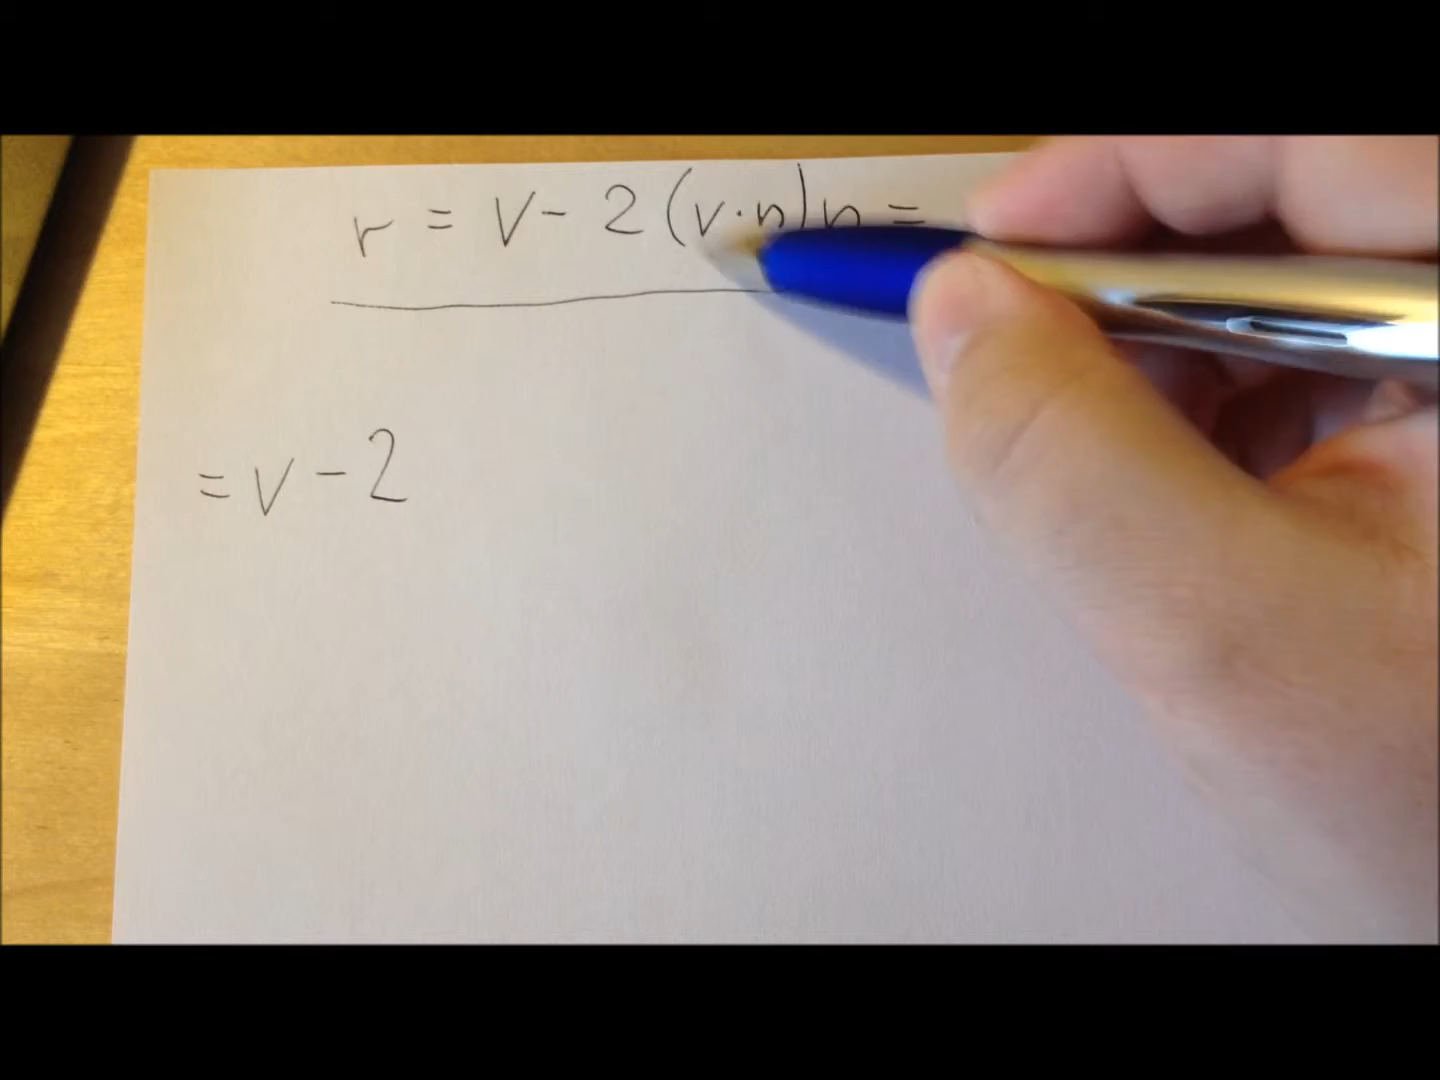 r = v - 2 (v · n) n =
= v - 2